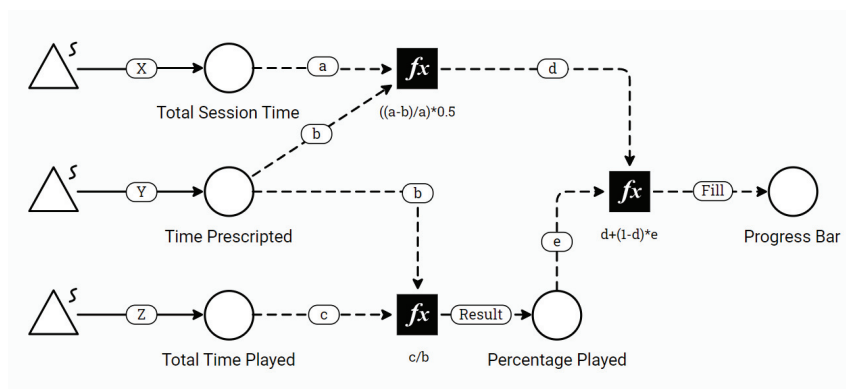 S
X
a
fx
d
Total Session Time
((a-b)/a)*0.5
b
S
Y
b
fx
Fill
Time Prescripted
d+(1-d)*e
Progress Bar
e
S
Z
c
fx
Result
Total Time Played
c/b
Percentage Played